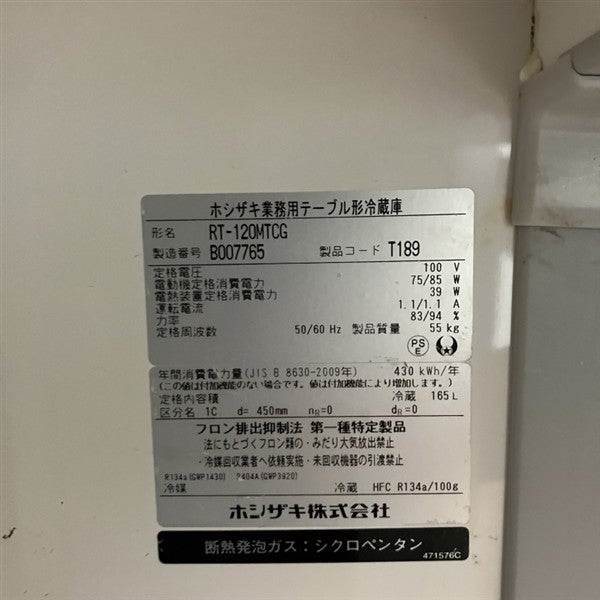 ホシザキ業務用テーブル形冷蔵庫
形名 RT-120MTCG
製造番号 B007765 製品コード T189
定格電圧 100 V
電動機定格消費電力 75/85 W
電熱装置定格消費電力 39 W
運転電流 1.1/1.1 A
力率 83/94 %
定格周波数 50/60 Hz 製品質量 55 kg
PS
E
年間消費電力量(JIS B 8630-2009年) 430 kWh/年
(この値は付加機能のない場合です。値は付加機能により増加します。)
定格内容積 冷蔵 165 L
区分名 1C d= 450mm nR=0 dR=0
フロン排出抑制法 第一種特定製品
法にもとづくフロン類の・みだり大気放出禁止
・冷媒回収業者へ依頼実施・未回収機器の引渡禁止
R134a(GWP1430) R404A(GWP3920)
冷媒 冷蔵 HFC R134a/100g
ホシザキ株式会社
断熱発泡ガス：シクロペンタン
471576C